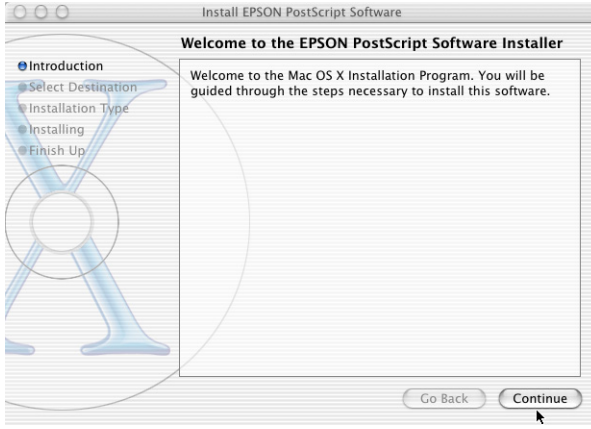 Install EPSON PostScript Software
Welcome to the EPSON PostScript Software Installer
Introduction
Select Destination
Installation Type
Installing
Finish Up
Welcome to the Mac OS X Installation Program. You will be
guided through the steps necessary to install this software.
Go Back
Continue